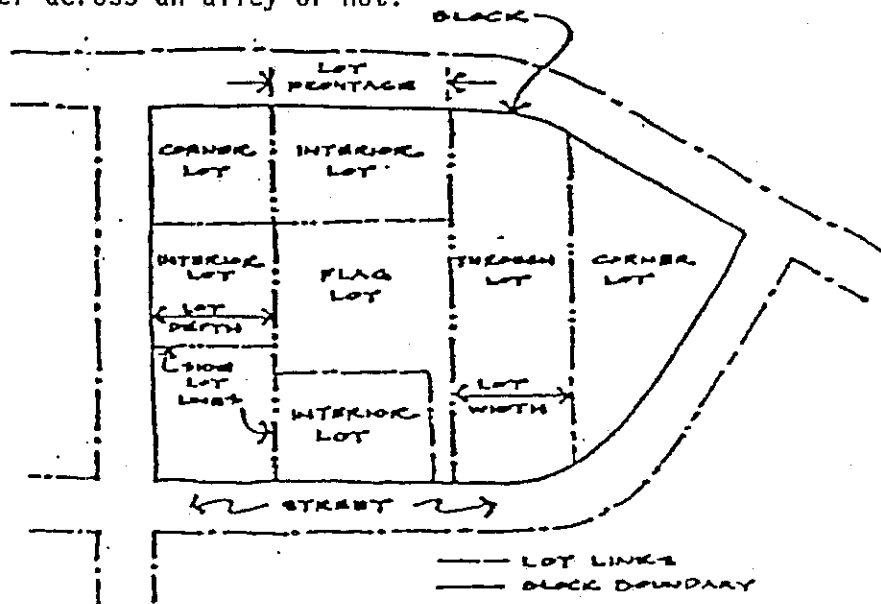 er across an alley or not.
BLOCK
LOT
FRONTAGE
CORNER
LOT
INTERIOR
LOT
INTERIOR
LOT
FLAG
LOT
THROUGH
LOT
CORNER
LOT
LOT
DEPTH
SIDE
LOT
LINES
LOT
WIDTH
INTERIOR
LOT
STREET
LOT LINES
BLOCK BOUNDARY